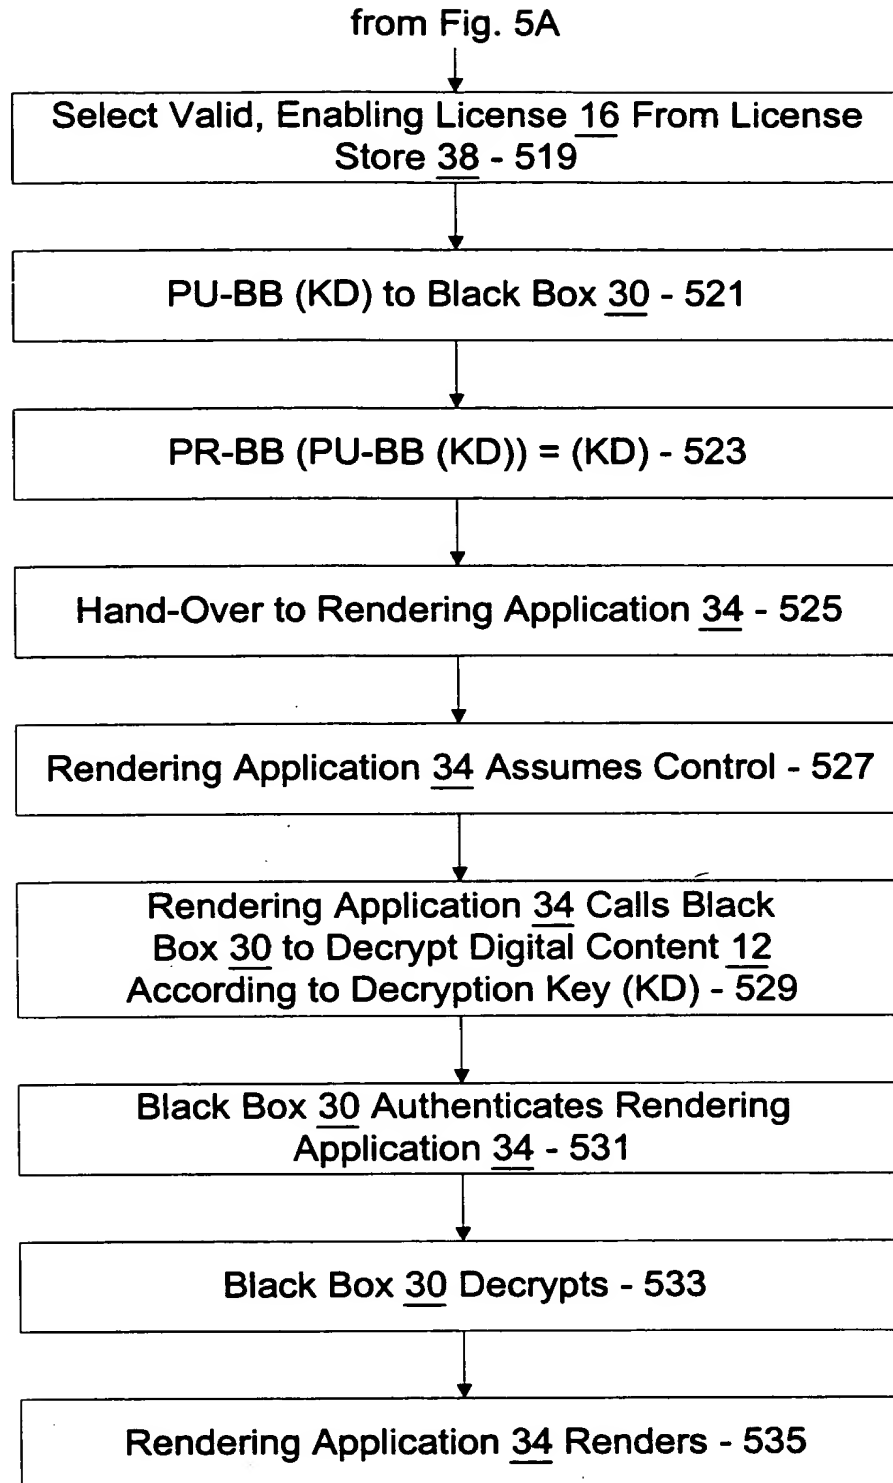 from Fig. 5A
Select Valid, Enabling License 16 From License
Store 38 - 519
PU-BB (KD) to Black Box 30 - 521
PR-BB (PU-BB (KD)) = (KD) - 523
Hand-Over to Rendering Application 34 - 525
Rendering Application 34 Assumes Control - 527
Rendering Application 34 Calls Black
Box 30 to Decrypt Digital Content 12
According to Decryption Key (KD) - 529
Black Box 30 Authenticates Rendering
Application 34 - 531
Black Box 30 Decrypts - 533
Rendering Application 34 Renders - 535